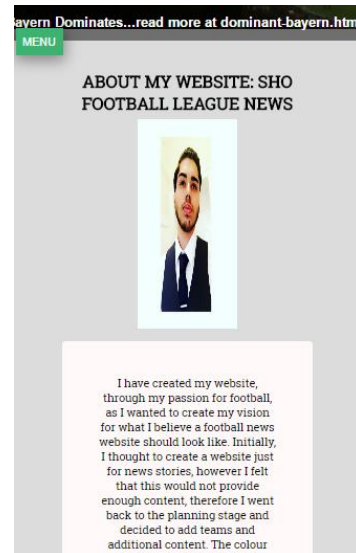 ayern Dominates...read more at dominant-bayern.htm
MENU
ABOUT MY WEBSITE: SHO
FOOTBALL LEAGUE NEWS
I have created my website,
through my passion for football,
as I wanted to create my vision
for what I believe a football news
website should look like. Initially,
I thought to create a website just
for news stories, however I felt
that this would not provide
enough content, therefore I went
back to the planning stage and
decided to add teams and
additional content. The colour